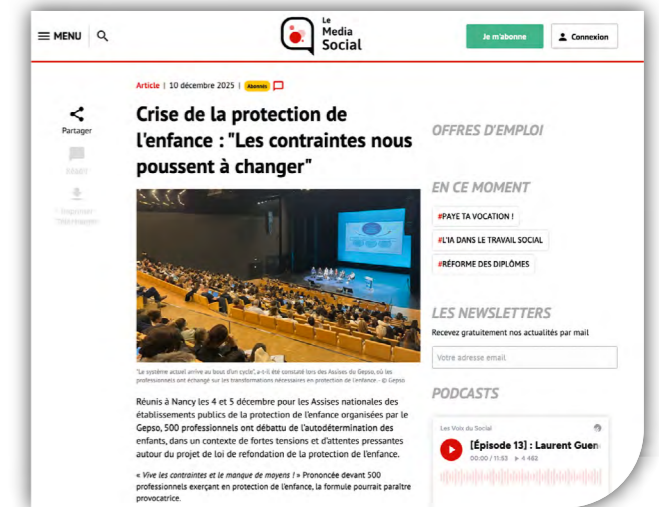 MENU
Le
Media
Social
Je m'abonne
Connexion
Article | 10 décembre 2025 | Abonnés
Crise de la protection de
l'enfance : "Les contraintes nous
poussent à changer"
Partager
"Le système actuel arrive au bout d'un cycle", a-t-il été constaté lors des Assises du Gepso, où les
professionnels ont échangé sur les transformations nécessaires en protection de l'enfance. - © Gepso
Réunis à Nancy les 4 et 5 décembre pour les Assises nationales des
établissements publics de la protection de l'enfance organisées par le
Gepso, 500 professionnels ont débattu de l'autodétermination des
enfants, dans un contexte de fortes tensions et d'attentes pressantes
autour du projet de loi de refondation de la protection de l'enfance.
« Vive les contraintes et le manque de moyens ! » Prononcée devant 500
professionnels exerçant en protection de l'enfance, la formule pourrait paraître
provocatrice.
OFFRES D'EMPLOI
EN CE MOMENT
#PAYE TA VOCATION !
#L'IA DANS LE TRAVAIL SOCIAL
#RÉFORME DES DIPLÔMES
LES NEWSLETTERS
Recevez gratuitement nos actualités par mail
Votre adresse email
PODCASTS
Les Voix du Social
[Épisode 13] : Laurent Guen
00:00 / 11:53 4 463